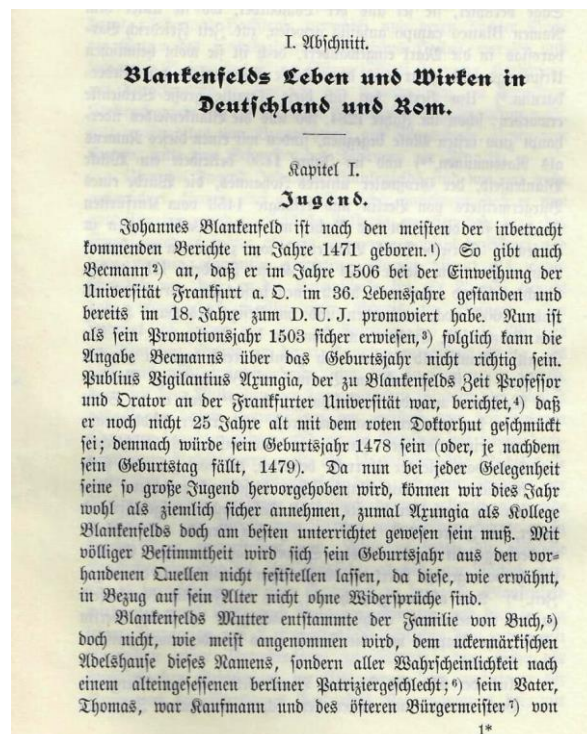 I. Abschnitt.
Blankenfelds Leben und Wirken in
Deutschland und Rom.
Kapitel I.
Jugend.
Johannes Blankenfeld ist nach den meisten der inbetracht
kommenden Berichte im Jahre 1471 geboren.¹) So gibt auch
Becmann²) an, daß er im Jahre 1506 bei der Einweihung der
Universität Frankfurt a. O. im 36. Lebensjahre gestanden und
bereits im 18. Jahre zum D. U. J. promoviert habe. Nun ist
als sein Promotionsjahr 1503 sicher erwiesen,³) folglich kann die
Angabe Becmanns über das Geburtsjahr nicht richtig sein.
Publius Vigilantius Axungia, der zu Blankenfelds Zeit Professor
und Orator an der Frankfurter Universität war, berichtet,⁴) daß
er noch nicht 25 Jahre alt mit dem roten Doktorhut geschmückt
sei; demnach würde sein Geburtsjahr 1478 sein (oder, je nachdem
sein Geburtstag fällt, 1479). Da nun bei jeder Gelegenheit
seine so große Jugend hervorgehoben wird, können wir dies Jahr
wohl als ziemlich sicher annehmen, zumal Axungia als Kollege
Blankenfelds doch am besten unterrichtet gewesen sein muß. Mit
völliger Bestimmtheit wird sich sein Geburtsjahr aus den vor=
handenen Quellen nicht feststellen lassen, da diese, wie erwähnt,
in Bezug auf sein Alter nicht ohne Widersprüche sind.
Blankenfelds Mutter entstammte der Familie von Buch,⁵)
doch nicht, wie meist angenommen wird, dem uckermärkischen
Adelshause dieses Namens, sondern aller Wahrscheinlichkeit nach
einem alteingesessenen berliner Patriziergeschlecht;⁶) sein Vater,
Thomas, war Kaufmann und des öfteren Bürgermeister⁷) von
1*